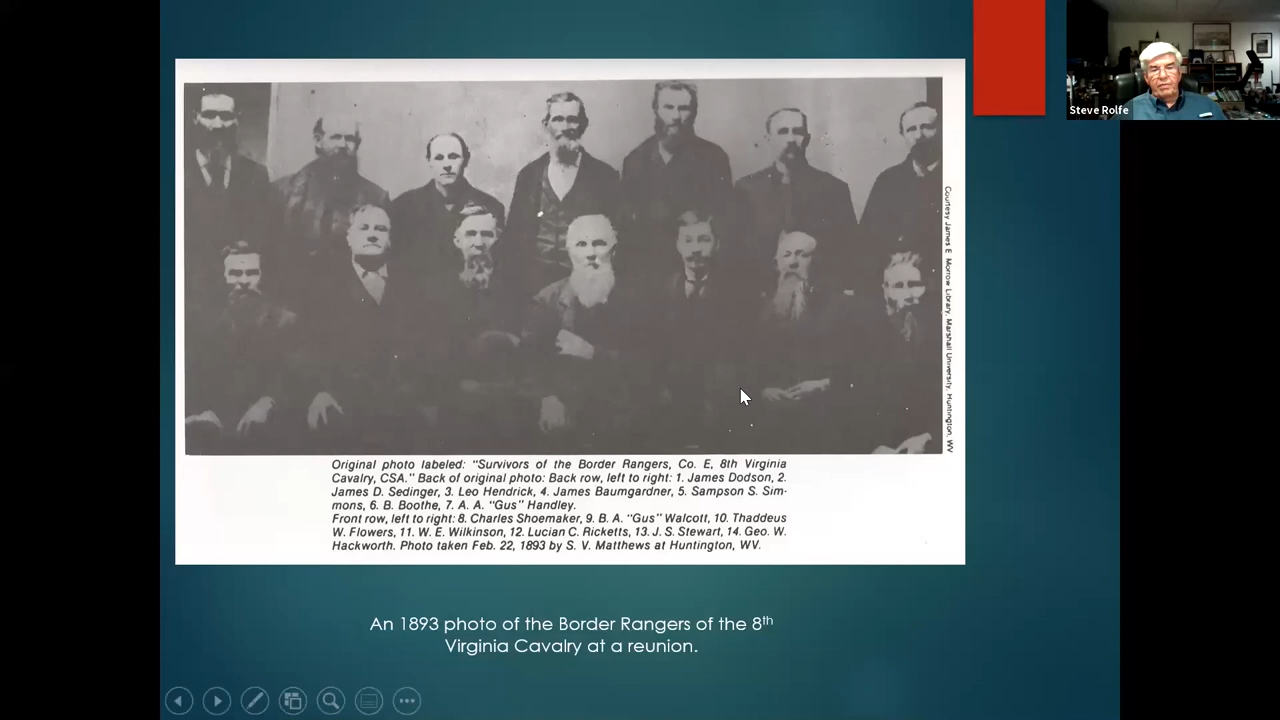 Steve Rolfe
Courtesy James E. Morrow Library, Marshall University, Huntington, WV
Original photo labeled: "Survivors of the Border Rangers, Co. E, 8th Virginia
Cavalry, CSA." Back of original photo: Back row, left to right: 1. James Dodson, 2.
James D. Sedinger, 3. Leo Hendrick, 4. James Baumgardner, 5. Sampson S. Sim-
mons, 6. B. Boothe, 7. A. A. "Gus" Handley.
Front row, left to right: 8. Charles Shoemaker, 9. B. A. "Gus" Walcott, 10. Thaddeus
W. Flowers, 11. W. E. Wilkinson, 12. Lucian C. Ricketts, 13. J. S. Stewart, 14. Geo. W.
Hackworth. Photo taken Feb. 22, 1893 by S. V. Matthews at Huntington, WV.
An 1893 photo of the Border Rangers of the 8th
Virginia Cavalry at a reunion.